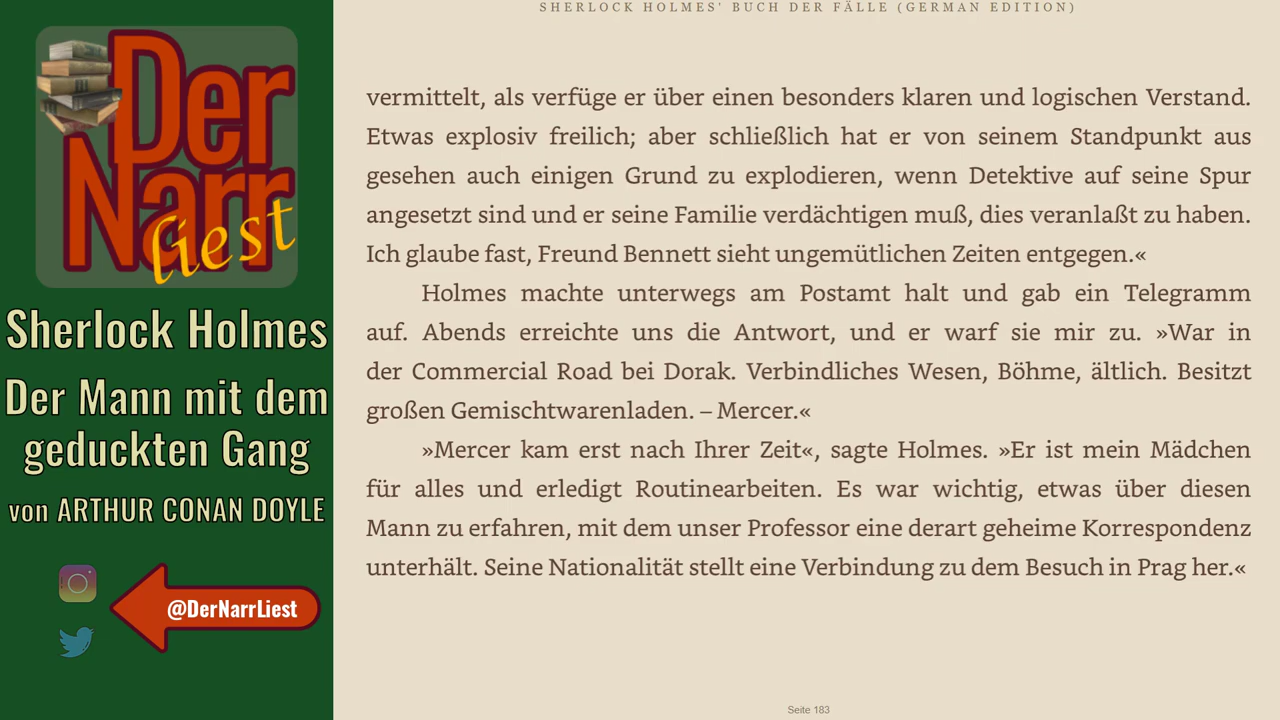 Der
Narr
liest
Sherlock Holmes
Der Mann mit dem
geduckten Gang
von ARTHUR CONAN DOYLE
@DerNarrLiest
SHERLOCK HOLMES' BUCH DER FÄLLE (GERMAN EDITION)
vermittelt, als verfüge er über einen besonders klaren und logischen Verstand.
Etwas explosiv freilich; aber schließlich hat er von seinem Standpunkt aus
gesehen auch einigen Grund zu explodieren, wenn Detektive auf seine Spur
angesetzt sind und er seine Familie verdächtigen muß, dies veranlaßt zu haben.
Ich glaube fast, Freund Bennett sieht ungemütlichen Zeiten entgegen.«
Holmes machte unterwegs am Postamt halt und gab ein Telegramm
auf. Abends erreichte uns die Antwort, und er warf sie mir zu. »War in
der Commercial Road bei Dorak. Verbindliches Wesen, Böhme, ältlich. Besitzt
großen Gemischtwarenladen. – Mercer.«
»Mercer kam erst nach Ihrer Zeit«, sagte Holmes. »Er ist mein Mädchen
für alles und erledigt Routinearbeiten. Es war wichtig, etwas über diesen
Mann zu erfahren, mit dem unser Professor eine derart geheime Korrespondenz
unterhält. Seine Nationalität stellt eine Verbindung zu dem Besuch in Prag her.«
Seite 183